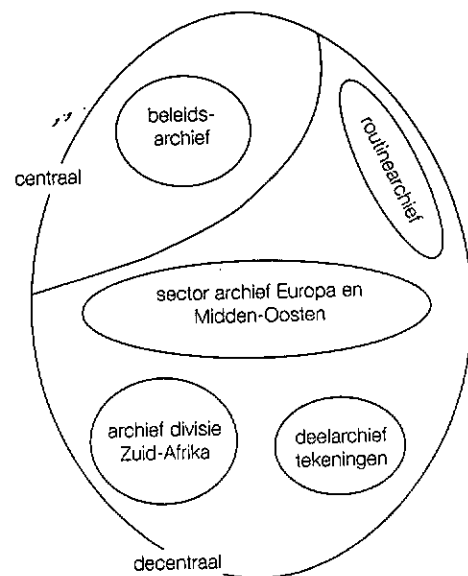 beleids-
archief
routinearchief
centraal
sector archief Europa en
Midden-Oosten
archief divisie
Zuid-Afrika
deelarchief
tekeningen
decentraal